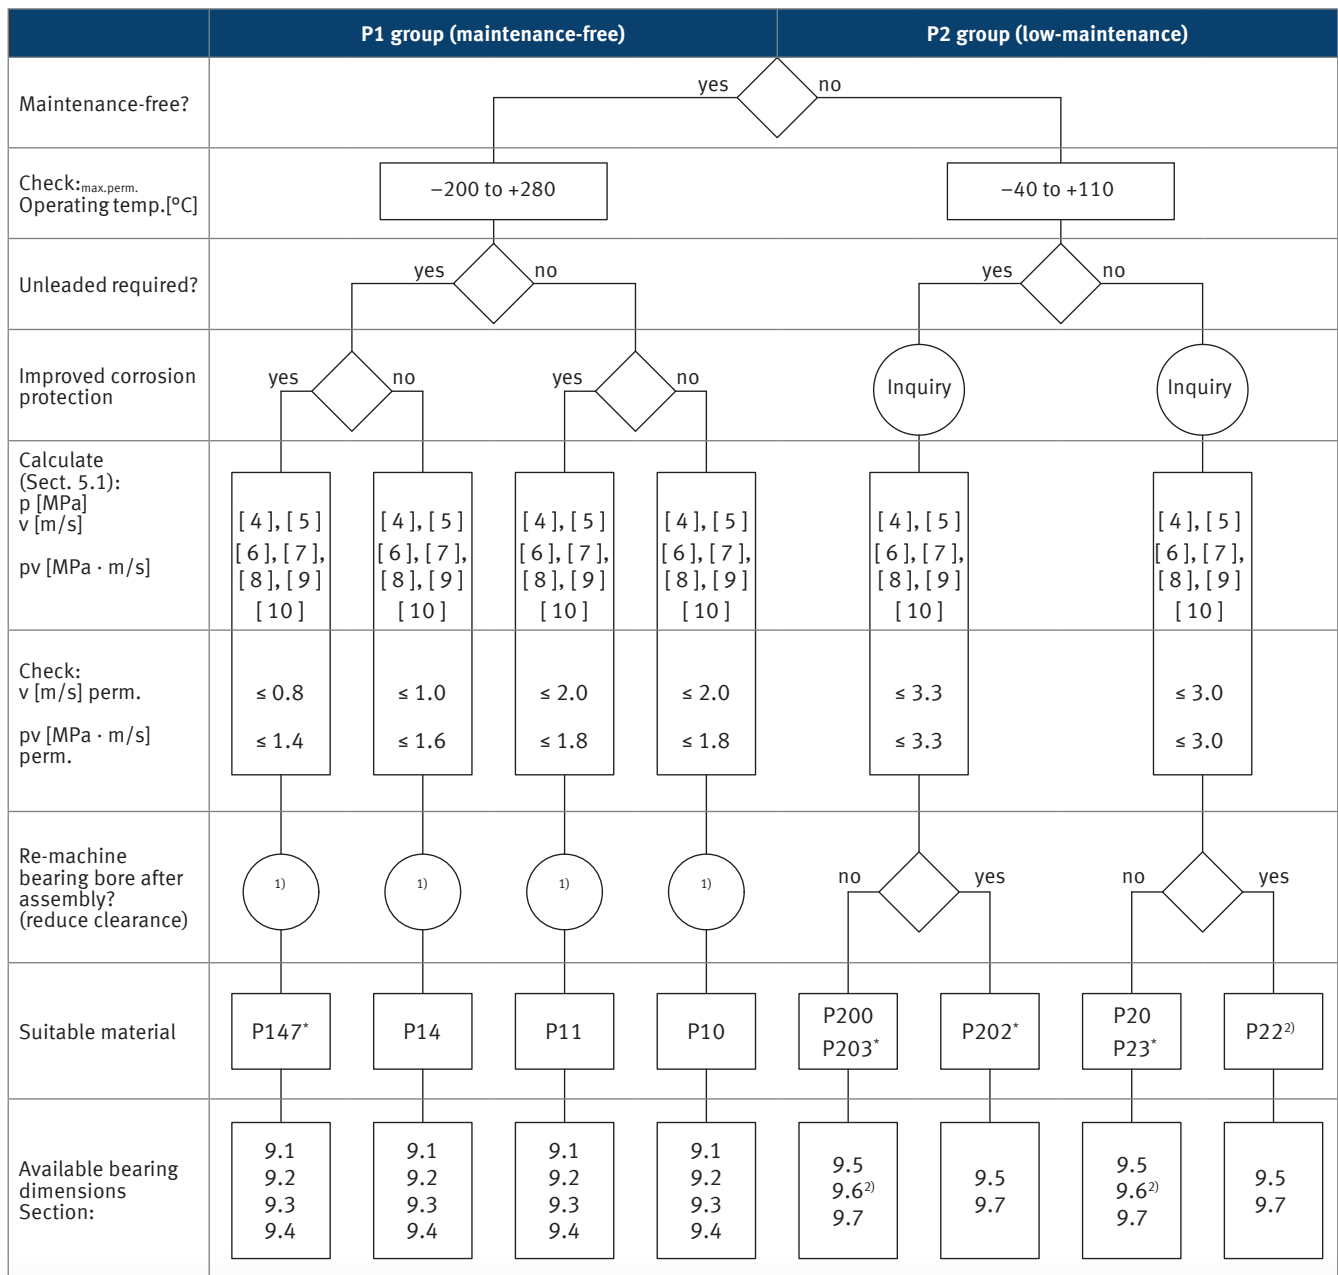 P1 group (maintenance-free) P2 group (low-maintenance)
Maintenance-free? yes no
Check:max.perm.
Operating temp.[°C]
–200 to +280 –40 to +110
Unleaded required? yes no yes no
Improved corrosion
protection
yes no yes no Inquiry Inquiry
Calculate
(Sect. 5.1):
p [MPa]
v [m/s]
pv [MPa · m/s]
[ 4 ], [ 5 ] [ 4 ], [ 5 ] [ 4 ], [ 5 ] [ 4 ], [ 5 ] [ 4 ], [ 5 ] [ 4 ], [ 5 ]
[ 6 ], [ 7 ], [ 6 ], [ 7 ], [ 6 ], [ 7 ], [ 6 ], [ 7 ], [ 6 ], [ 7 ], [ 6 ], [ 7 ],
[ 8 ], [ 9 ] [ 8 ], [ 9 ] [ 8 ], [ 9 ] [ 8 ], [ 9 ] [ 8 ], [ 9 ] [ 8 ], [ 9 ]
[ 10 ] [ 10 ] [ 10 ] [ 10 ] [ 10 ] [ 10 ]
Check:
v [m/s] perm. ≤ 0.8 ≤ 1.0 ≤ 2.0 ≤ 2.0 ≤ 3.3 ≤ 3.0
pv [MPa · m/s]
perm.
≤ 1.4 ≤ 1.6 ≤ 1.8 ≤ 1.8 ≤ 3.3 ≤ 3.0
Re-machine
bearing bore after
assembly?
(reduce clearance)
1) 1) 1) 1) no yes no yes
Suitable material
P147* P14 P11 P10 P200 P202* P20 P222)
P203* P23*
Available bearing
dimensions
Section:
9.1 9.1 9.1 9.1 9.5 9.5 9.5 9.5
9.2 9.2 9.2 9.2 9.62) 9.7 9.62) 9.7
9.3 9.3 9.3 9.3 9.7 9.7
9.4 9.4 9.4 9.4